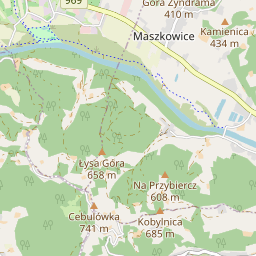 969
Góra Zyndrama
410 m
Maszkowice
Kamienica
434 m
Łysa Góra
658 m
Na Przybiercz
608 m
Cebulówka
741 m
Kobylnica
685 m